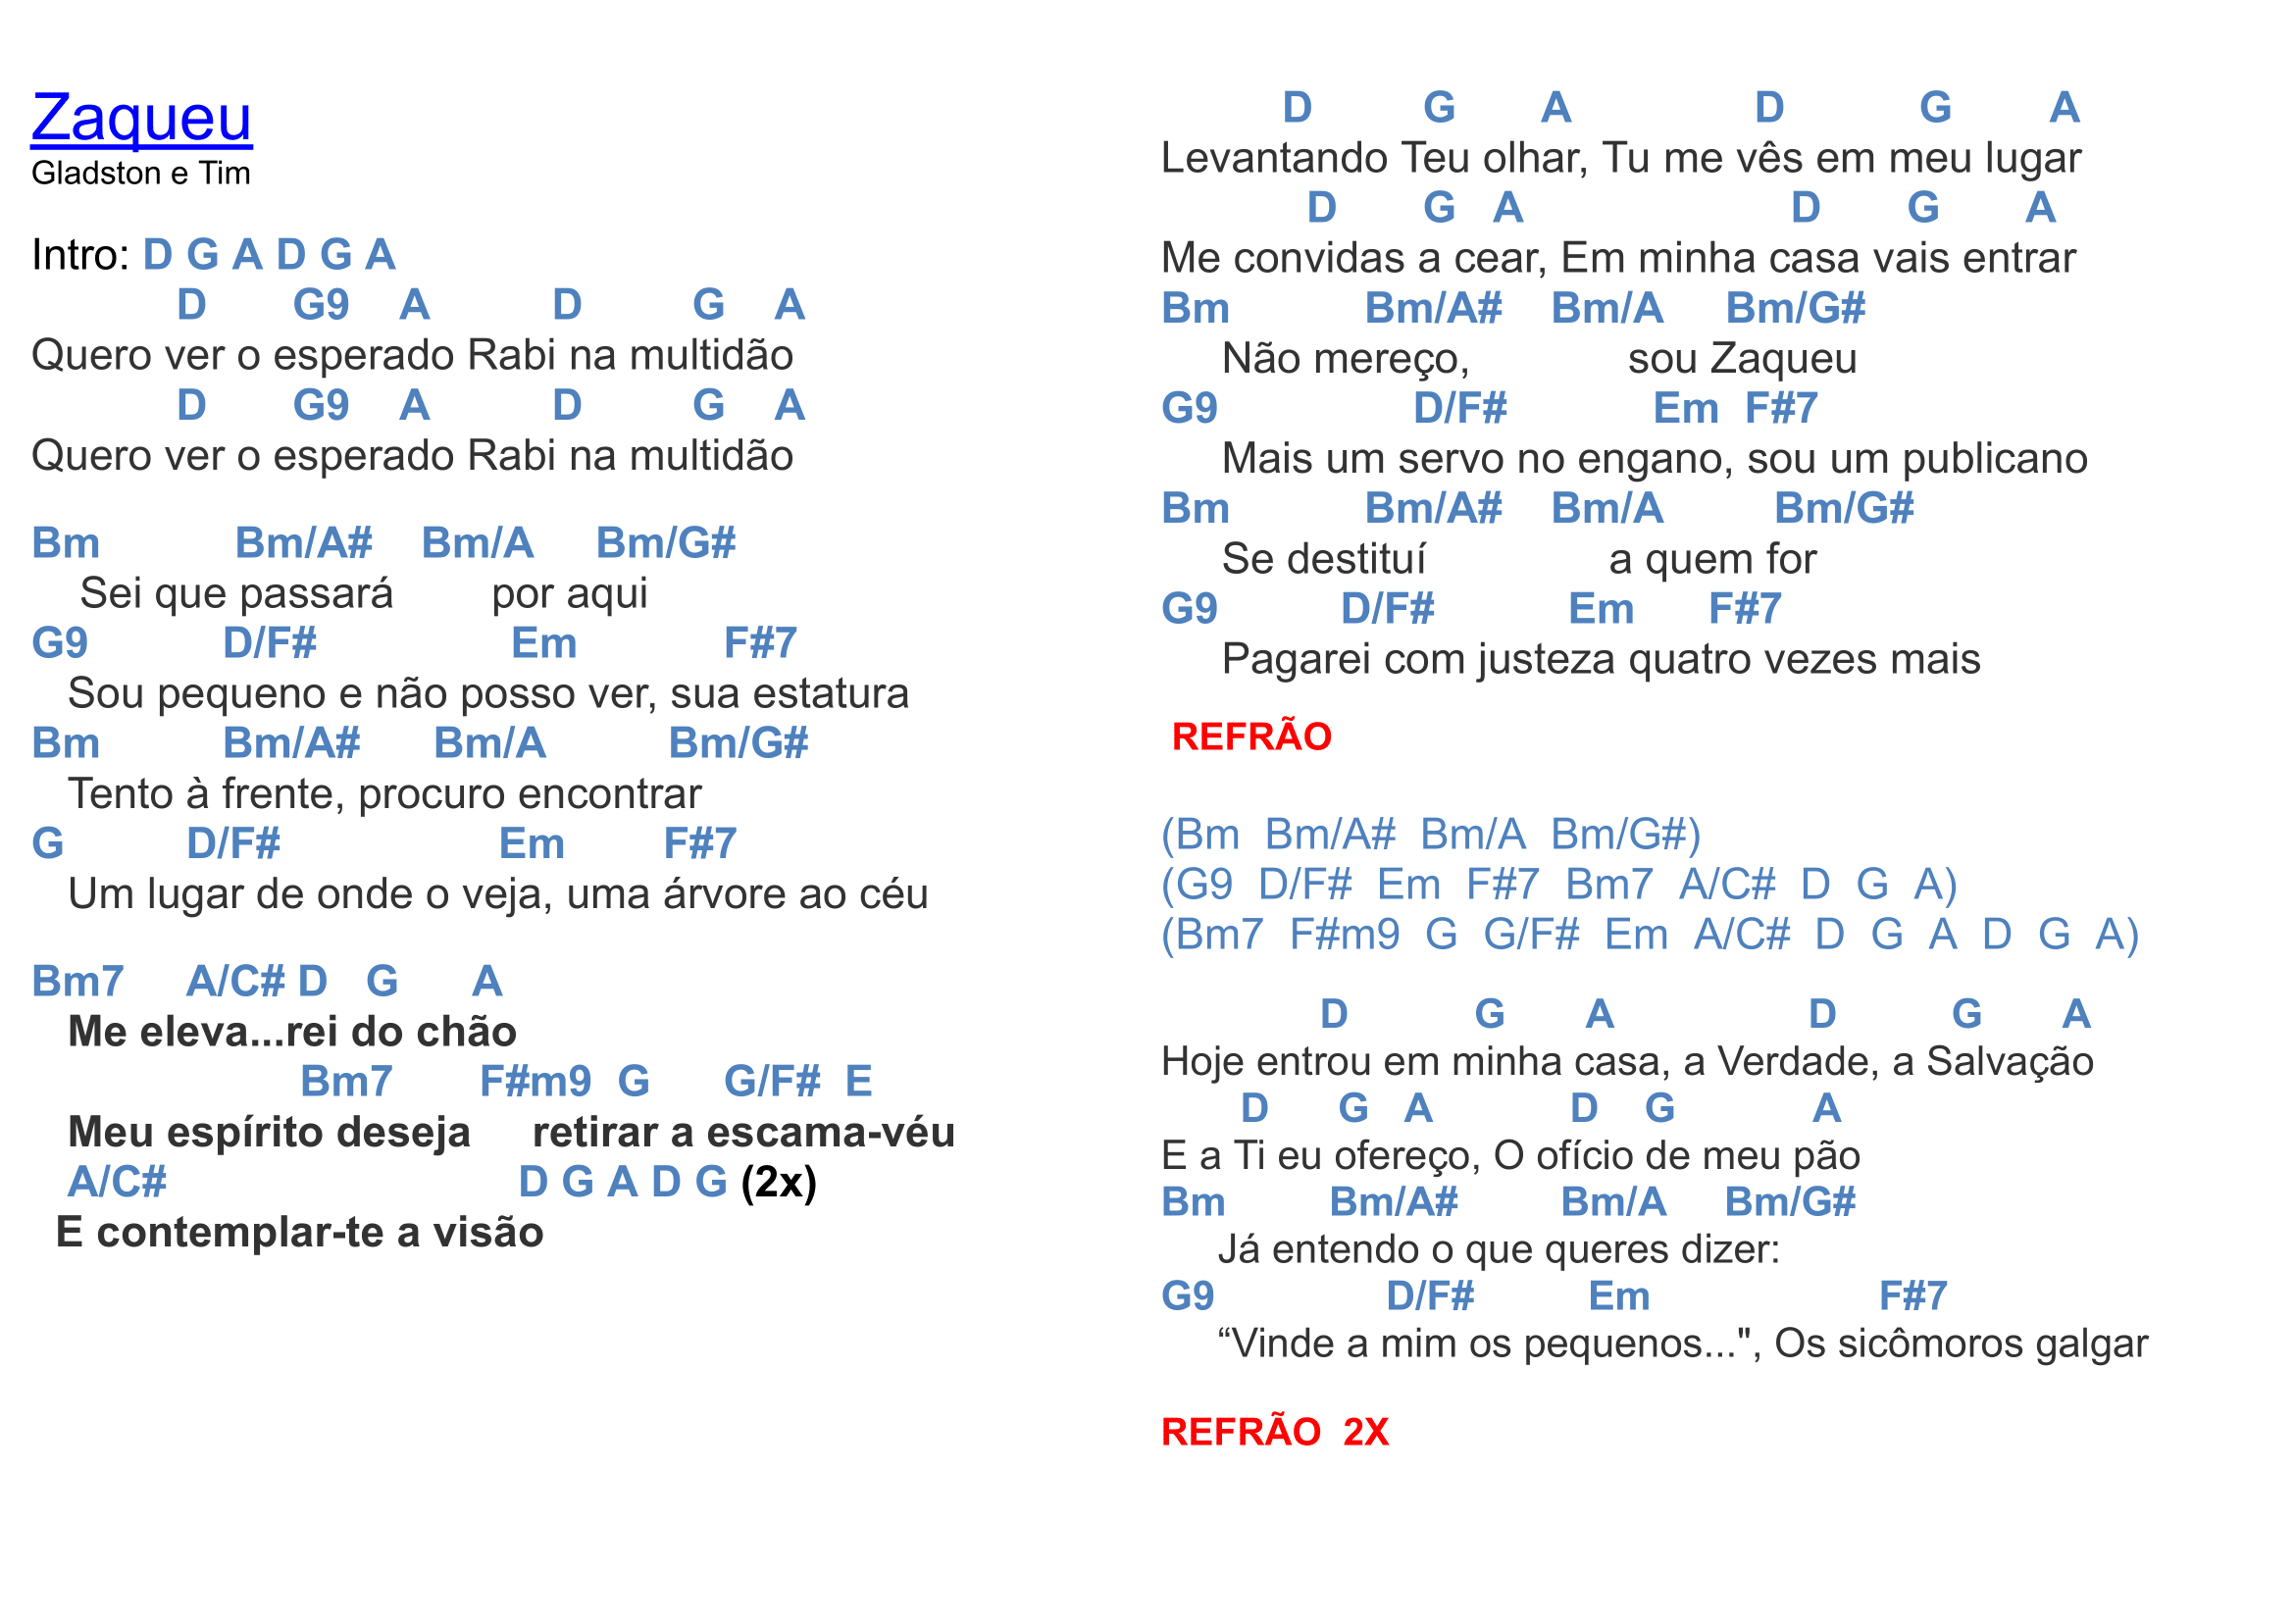 Zaqueu
Gladston e Tim
Intro: D G A D G A
D G9 A D G A
Quero ver o esperado Rabi na multidão
D G9 A D G A
Quero ver o esperado Rabi na multidão
Bm Bm/A# Bm/A Bm/G#
Sei que passará por aqui
G9 D/F# Em F#7
Sou pequeno e não posso ver, sua estatura
Bm Bm/A# Bm/A Bm/G#
Tento à frente, procuro encontrar
G D/F# Em F#7
Um lugar de onde o veja, uma árvore ao céu
Bm7 A/C# D G A
Me eleva...rei do chão
Bm7 F#m9 G G/F# E
Meu espírito deseja retirar a escama-véu
A/C# D G A D G (2x)
E contemplar-te a visão
D G A D G A
Levantando Teu olhar, Tu me vês em meu lugar
D G A D G A
Me convidas a cear, Em minha casa vais entrar
Bm Bm/A# Bm/A Bm/G#
Não mereço, sou Zaqueu
G9 D/F# Em F#7
Mais um servo no engano, sou um publicano
Bm Bm/A# Bm/A Bm/G#
Se destituí a quem for
G9 D/F# Em F#7
Pagarei com justeza quatro vezes mais
REFRÃO
(Bm Bm/A# Bm/A Bm/G#)
(G9 D/F# Em F#7 Bm7 A/C# D G A)
(Bm7 F#m9 G G/F# Em A/C# D G A D G A)
D G A D G A
Hoje entrou em minha casa, a Verdade, a Salvação
D G A D G A
E a Ti eu ofereço, O ofício de meu pão
Bm Bm/A# Bm/A Bm/G#
Já entendo o que queres dizer:
G9 D/F# Em F#7
“Vinde a mim os pequenos...", Os sicômoros galgar
REFRÃO 2X